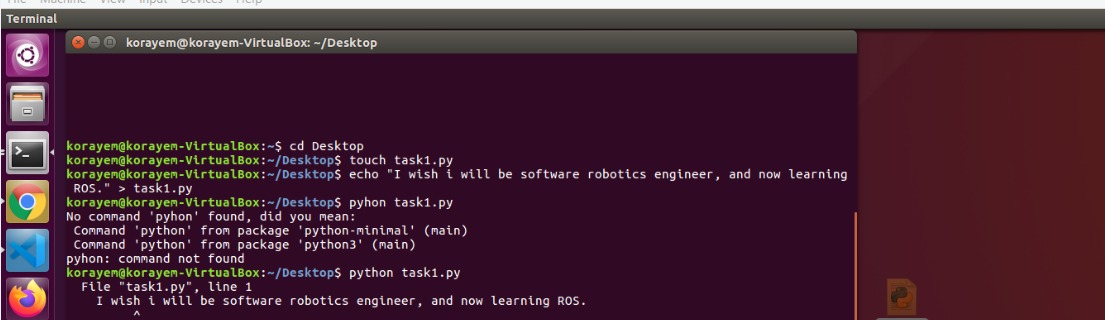 File Machine View Input Devices Help
Terminal
korayem@korayem-VirtualBox: ~/Desktop
korayem@korayem-VirtualBox:~$ cd Desktop
korayem@korayem-VirtualBox:~/Desktop$ touch task1.py
korayem@korayem-VirtualBox:~/Desktop$ echo "I wish i will be software robotics engineer, and now learning
 ROS." > task1.py
korayem@korayem-VirtualBox:~/Desktop$ pyhon task1.py
No command 'pyhon' found, did you mean:
 Command 'python' from package 'python-minimal' (main)
 Command 'python' from package 'python3' (main)
pyhon: command not found
korayem@korayem-VirtualBox:~/Desktop$ python task1.py
  File "task1.py", line 1
    I wish i will be software robotics engineer, and now learning ROS.
         ^